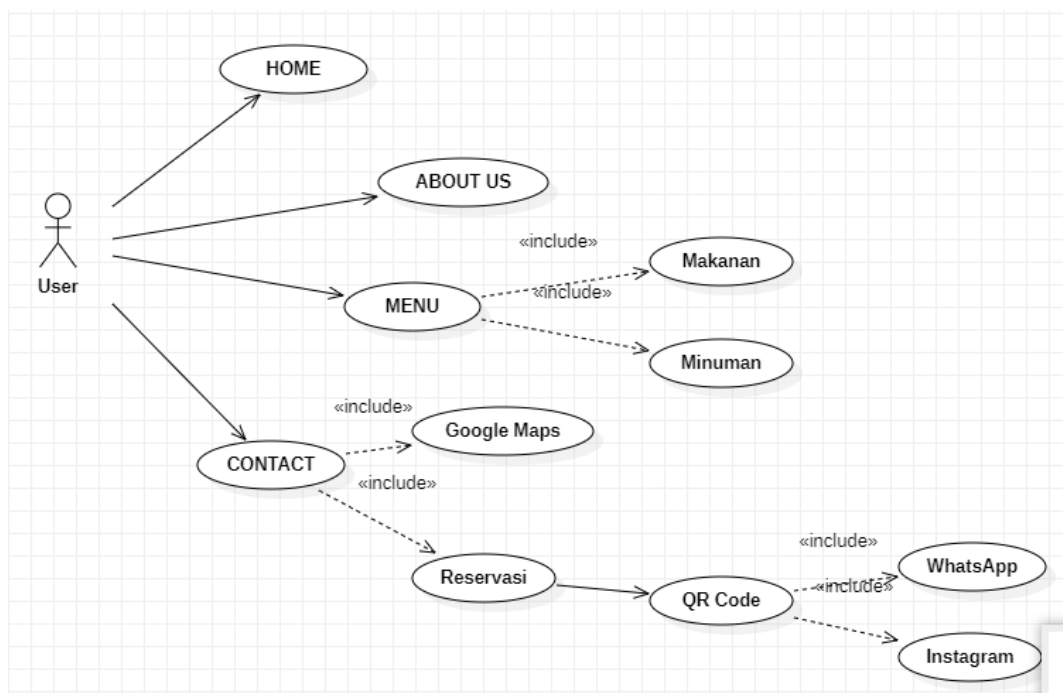 HOME
ABOUT US
User
«include»
Makanan
«include»
MENU
Minuman
«include»
Google Maps
CONTACT
«include»
«include»
WhatsApp
Reservasi
«include»
QR Code
Instagram